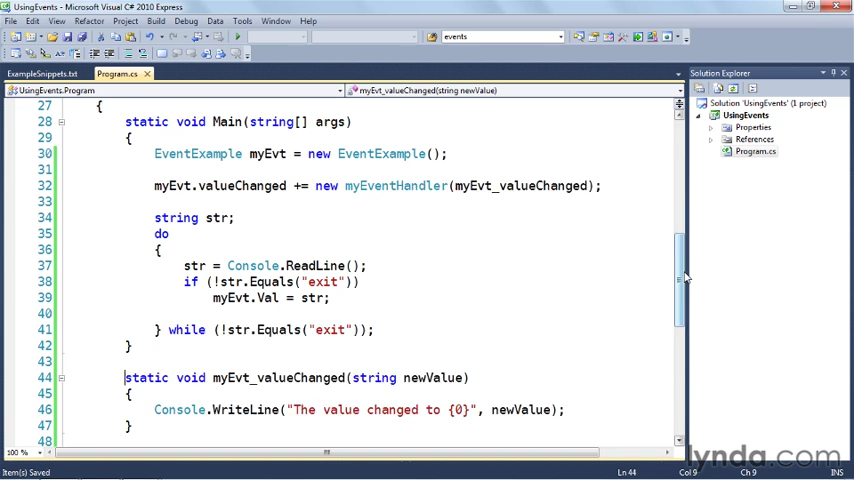 UsingEvents - Microsoft Visual C# 2010 Express
File Edit View Refactor Project Build Debug Data Tools Window Help
events
ExampleSnippets.txt Program.cs
UsingEvents.Program myEvt_valueChanged(string newValue)
27 {
28 static void Main(string[] args)
29 {
30 EventExample myEvt = new EventExample();
31
32 myEvt.valueChanged += new myEventHandler(myEvt_valueChanged);
33
34 string str;
35 do
36 {
37 str = Console.ReadLine();
38 if (!str.Equals("exit"))
39 myEvt.Val = str;
40
41 } while (!str.Equals("exit"));
42 }
43
44 static void myEvt_valueChanged(string newValue)
45 {
46 Console.WriteLine("The value changed to {0}", newValue);
47 }
48
100 %
Solution Explorer
Solution 'UsingEvents' (1 project)
UsingEvents
Properties
References
Program.cs
lynda.com
Item(s) Saved Ln 44 Col 9 Ch 9 INS